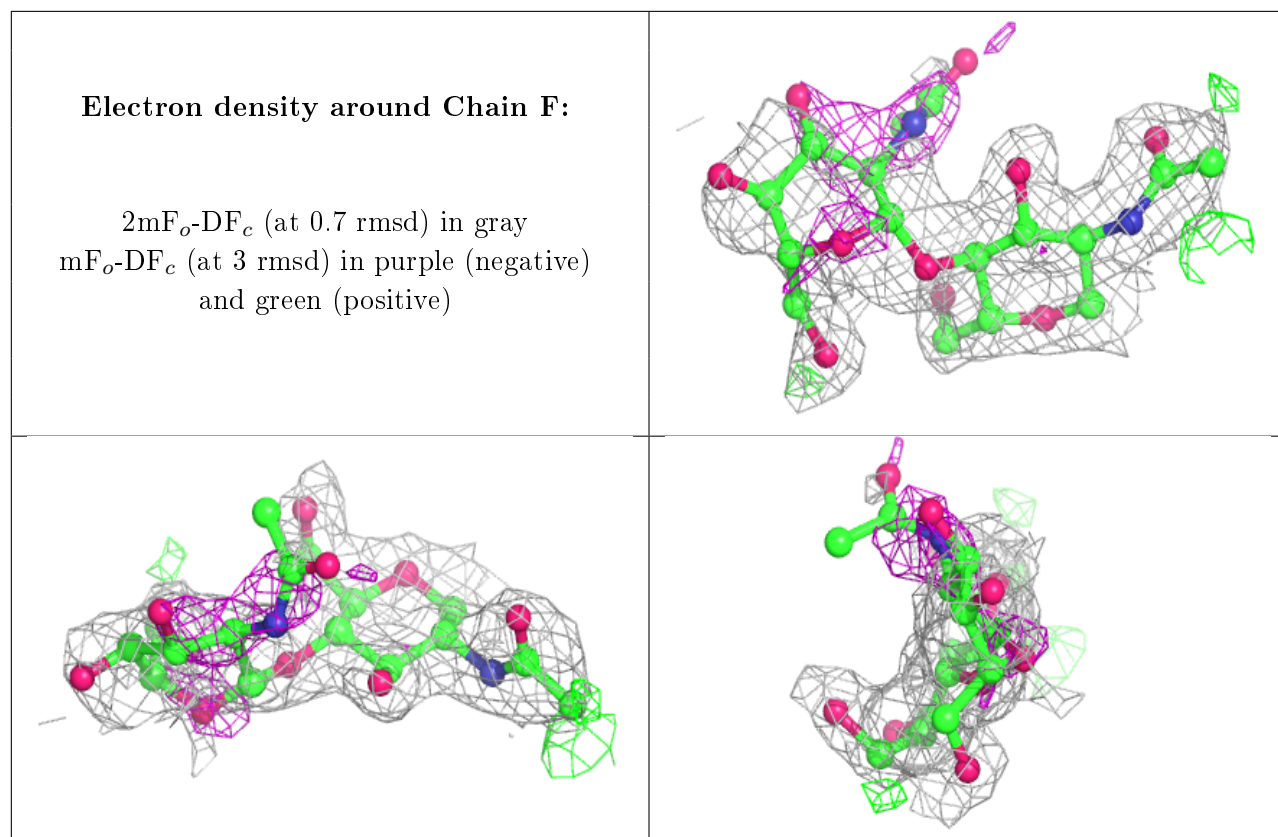 Electron density around Chain F:
2mFo-DFc (at 0.7 rmsd) in gray
mFo-DFc (at 3 rmsd) in purple (negative)
and green (positive)